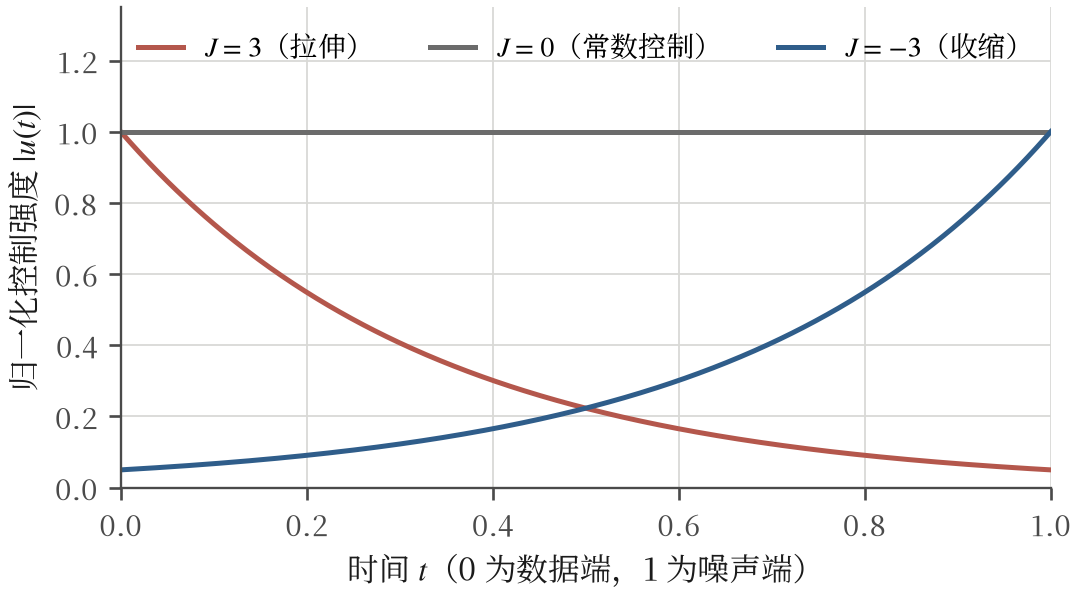 J = 3（拉伸）
J = 0（常数控制）
J = −3（收缩）
归一化控制强度 |u(t)|
1.2
1.0
0.8
0.6
0.4
0.2
0.0
0.0 0.2 0.4 0.6 0.8 1.0
时间 t（0 为数据端，1 为噪声端）